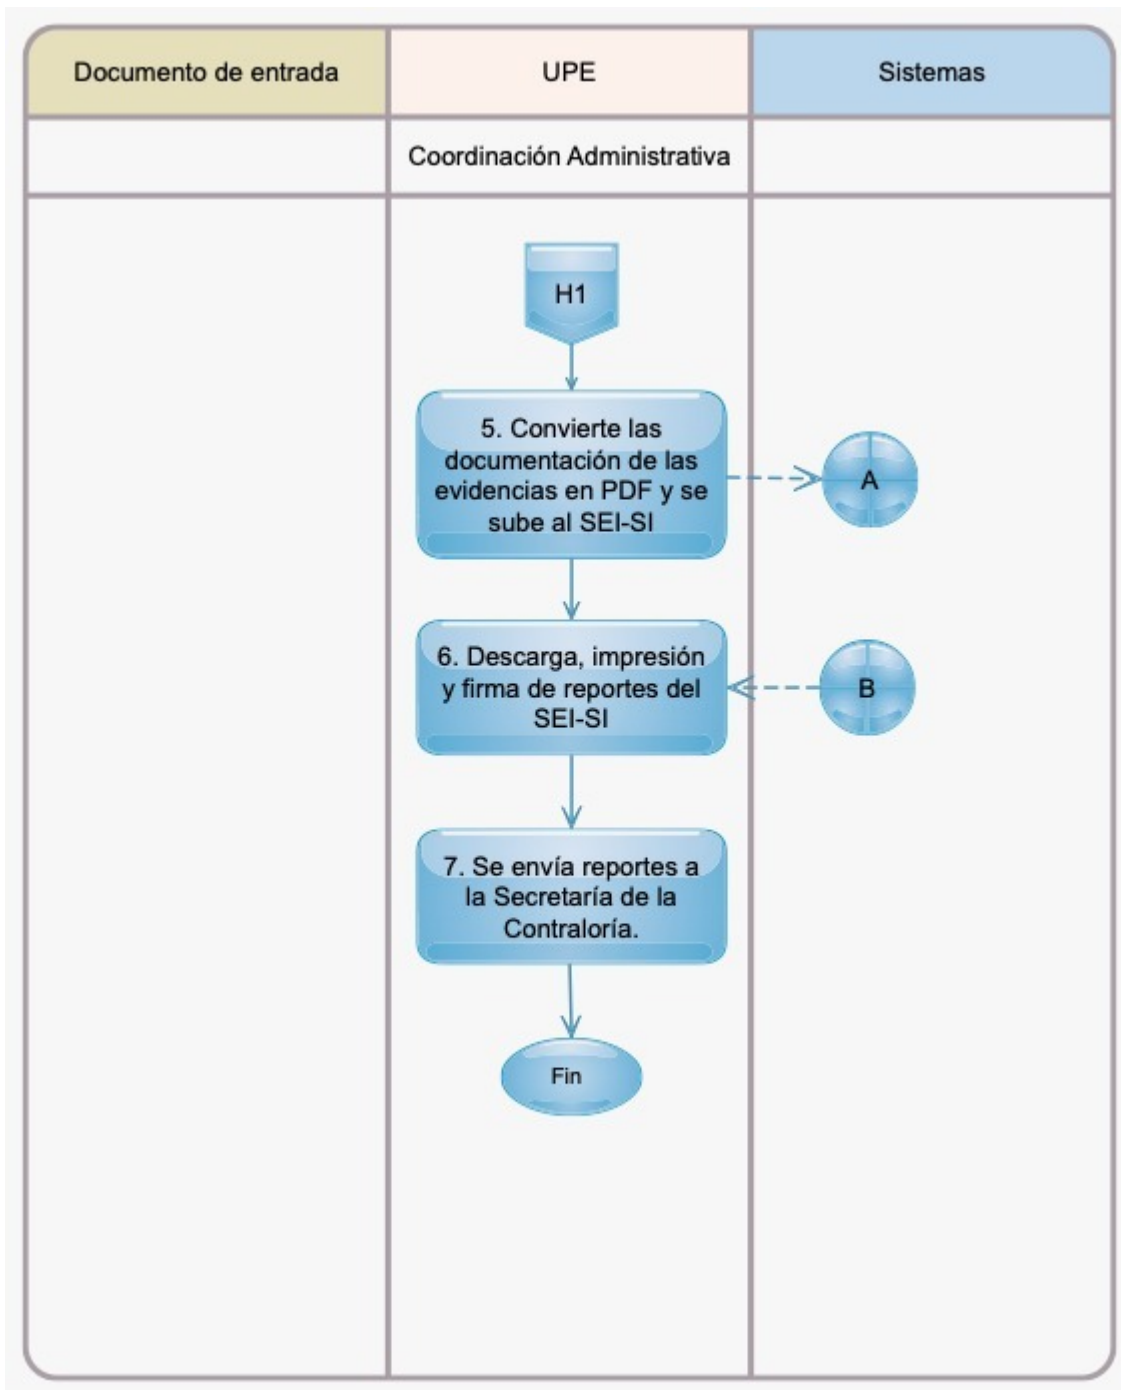 Documento de entrada
UPE
Sistemas
Coordinación Administrativa
H1
5. Convierte las
documentación de las
evidencias en PDF y se
sube al SEI-SI
A
6. Descarga, impresión
y firma de reportes del
SEI-SI
B
7. Se envía reportes a
la Secretaría de la
Contraloría.
Fin